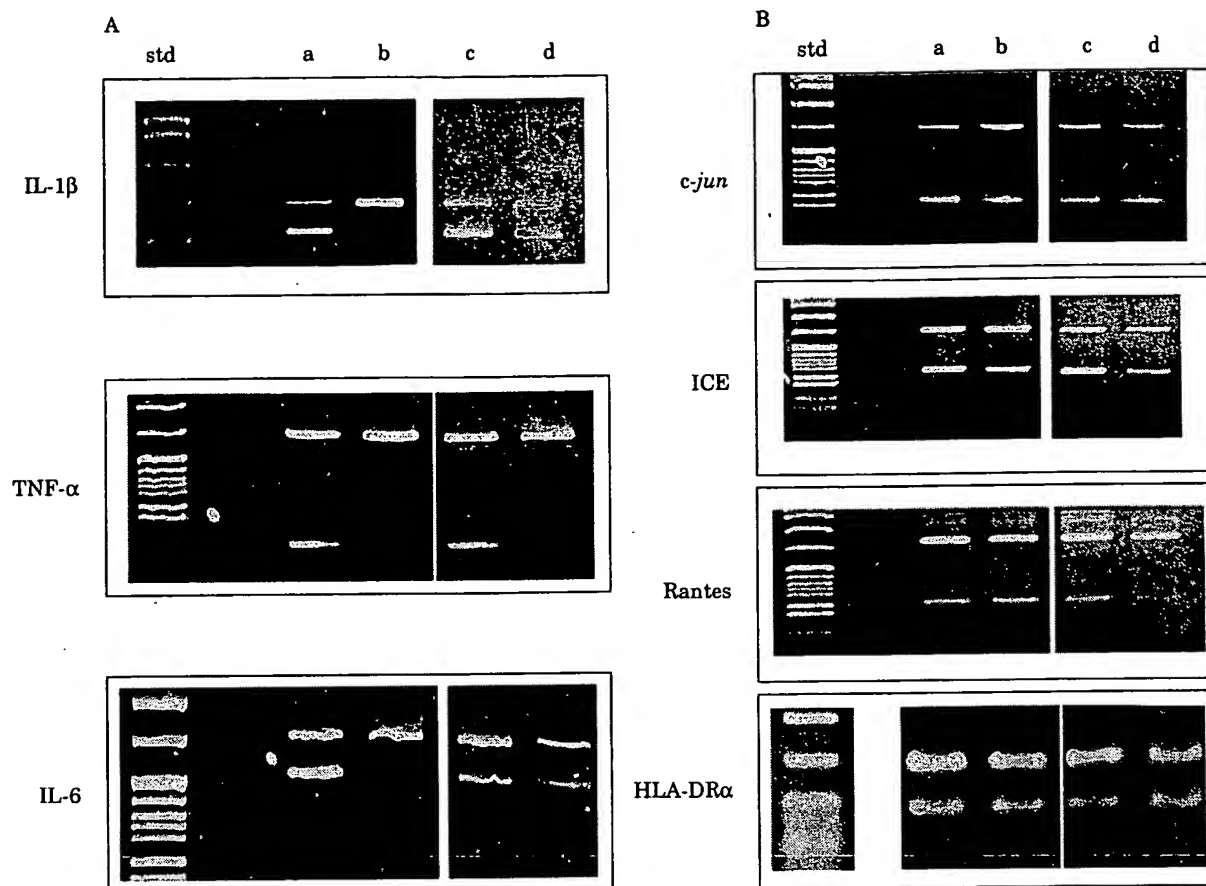 A
std a b c d
IL-1β
TNF-α
IL-6
B
std a b c d
c-jun
ICE
Rantes
HLA-DRα